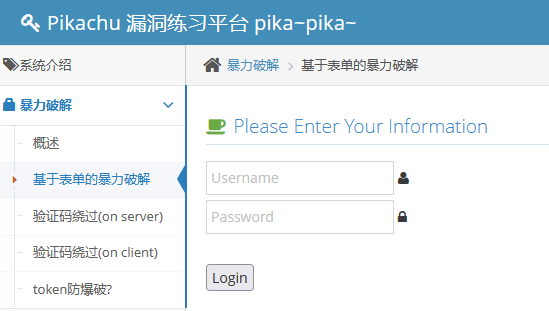 Pikachu 漏洞练习平台 pika~pika~
系统介绍
暴力破解
概述
基于表单的暴力破解
验证码绕过(on server)
验证码绕过(on client)
token防爆破?
暴力破解 › 基于表单的暴力破解
Please Enter Your Information
Username
Password
Login